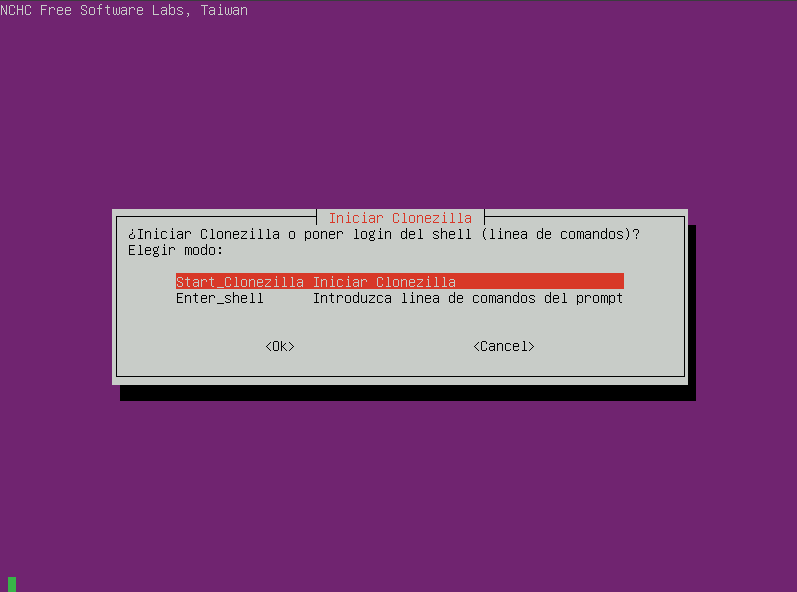 NCHC Free Software Labs, Taiwan
Iniciar Clonezilla
¿Iniciar Clonezilla o poner login del shell (linea de comandos)?
Elegir modo:
Start_Clonezilla Iniciar Clonezilla
Enter_shell Introduzca linea de comandos del prompt
<Ok> <Cancel>